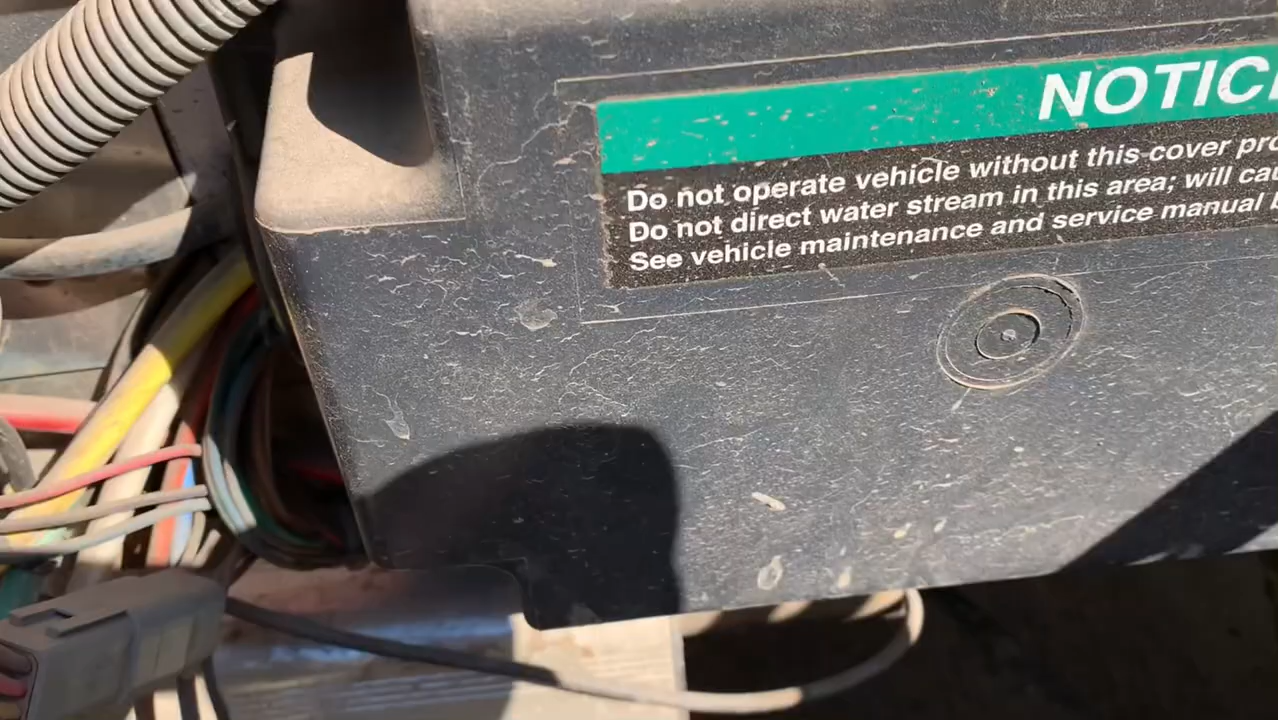 NOTIC
Do not operate vehicle without this cover pro
Do not direct water stream in this area; will cau
See vehicle maintenance and service manual b